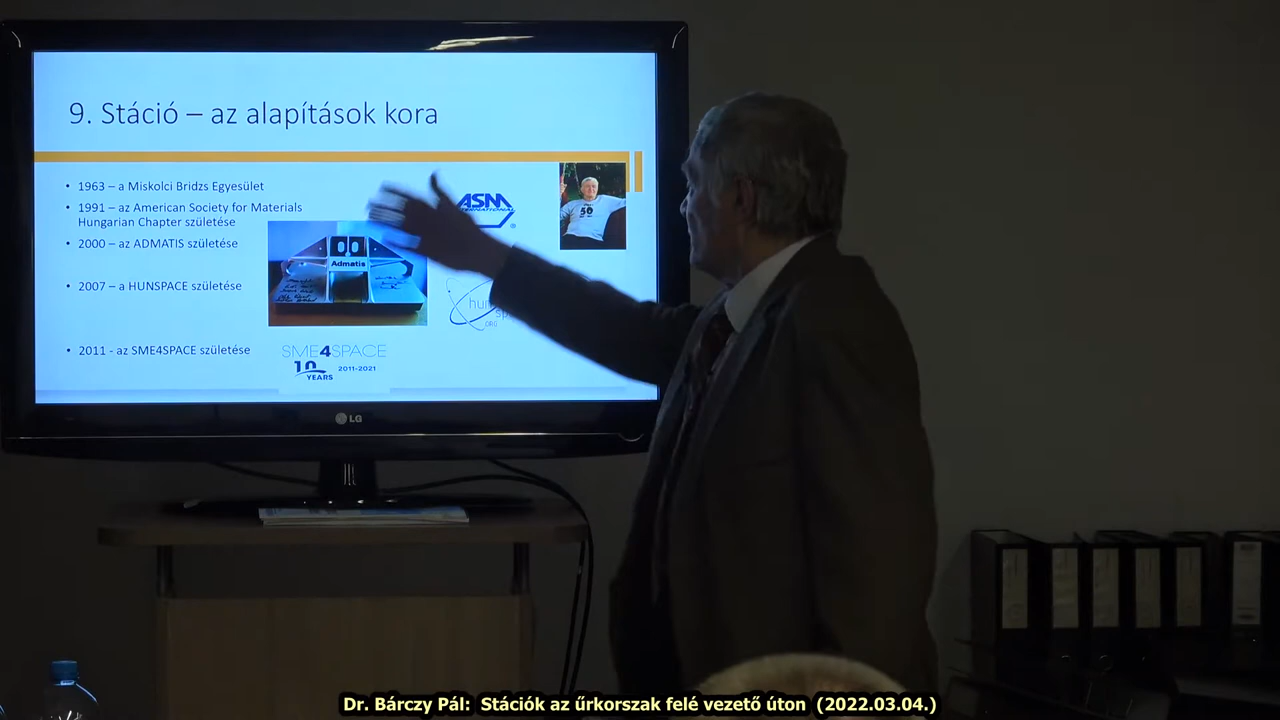 9. Stáció – az alapítások kora
• 1963 – a Miskolci Bridzs Egyesület
• 1991 – az American Society for Materials
Hungarian Chapter születése
• 2000 – az ADMATIS születése
• 2007 – a HUNSPACE születése
• 2011 - az SME4SPACE születése
ASM
50
Admatis
.ORG
SME4SPACE
10 2011-2021
YEARS
LG
Dr. Bárczy Pál: Stációk az űrkorszak felé vezető úton (2022.03.04.)